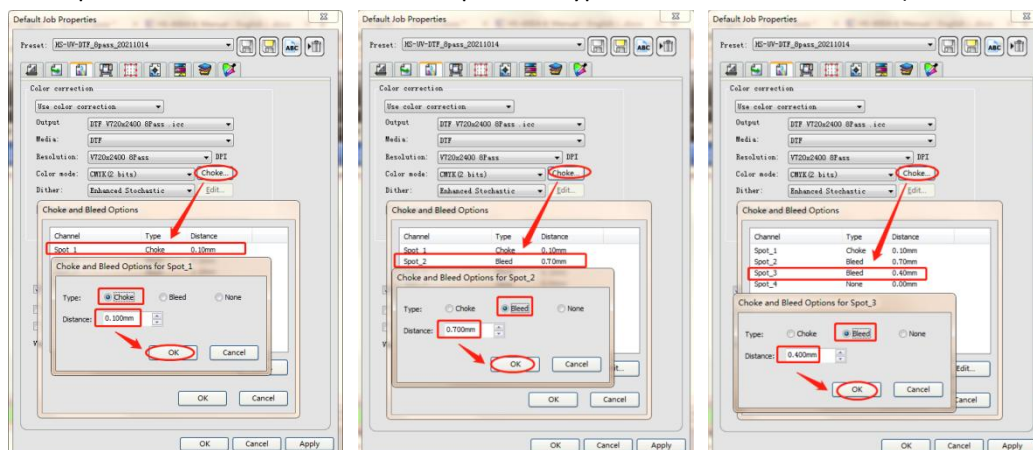 Default Job Properties
Preset: HS-UV-DTF_8pass_20211014
ABC
Color correction
Use color correction
Output DTF V720x2400 8Pass .icc
Media: DTF
Resolution: V720x2400 8Pass DPI
Color mode: CMYK(2 bits) Choke...
Dither: Enhanced Stochastic Edit...
Choke and Bleed Options
Channel Type Distance
Spot_1 Choke 0.10mm
Choke and Bleed Options for Spot_1
Type: Choke Bleed None
Distance: 0.100mm
OK Cancel
OK Cancel
OK Cancel Apply
Default Job Properties
Preset: HS-UV-DTF_8pass_20211014
ABC
Color correction
Use color correction
Output DTF V720x2400 8Pass .icc
Media: DTF
Resolution: V720x2400 8Pass DPI
Color mode: CMYK(2 bits) Choke...
Dither: Enhanced Stochastic Edit...
Choke and Bleed Options
Channel Type Distance
Spot_1 Choke 0.10mm
Spot_2 Bleed 0.70mm
Choke and Bleed Options for Spot_2
Type: Choke Bleed None
Distance: 0.700mm
OK Cancel
OK Cancel
OK Cancel Apply
Default Job Properties
Preset: HS-UV-DTF_8pass_20211014
ABC
Color correction
Use color correction
Output DTF V720x2400 8Pass .icc
Media: DTF
Resolution: V720x2400 8Pass DPI
Color mode: CMYK(2 bits) Choke...
Dither: Enhanced Stochastic Edit...
Choke and Bleed Options
Channel Type Distance
Spot_1 Choke 0.10mm
Spot_2 Bleed 0.70mm
Spot_3 Bleed 0.40mm
Spot_4 None 0.00mm
Choke and Bleed Options for Spot_3
Type: Choke Bleed None
Distance: 0.400mm
Edit...
OK Cancel
Cancel
OK Cancel Apply